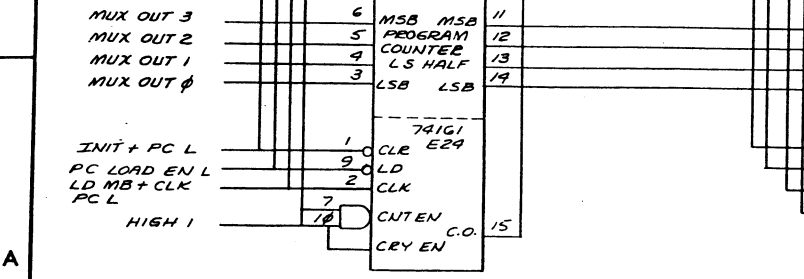 MUX OUT 3 6 MSB MSB 11
MUX OUT 2 5 PROGRAM 12
COUNTER
MUX OUT 1 4 LS HALF 13
MUX OUT Ø 3 LSB LSB 14
74161
INIT + PC L 1 CLR E24
PC LOAD EN L 9 LD
LD MB + CLK 2 CLK
PC L
7
HIGH 1 1Ø CNT EN
C.O. 15
CRY EN
A